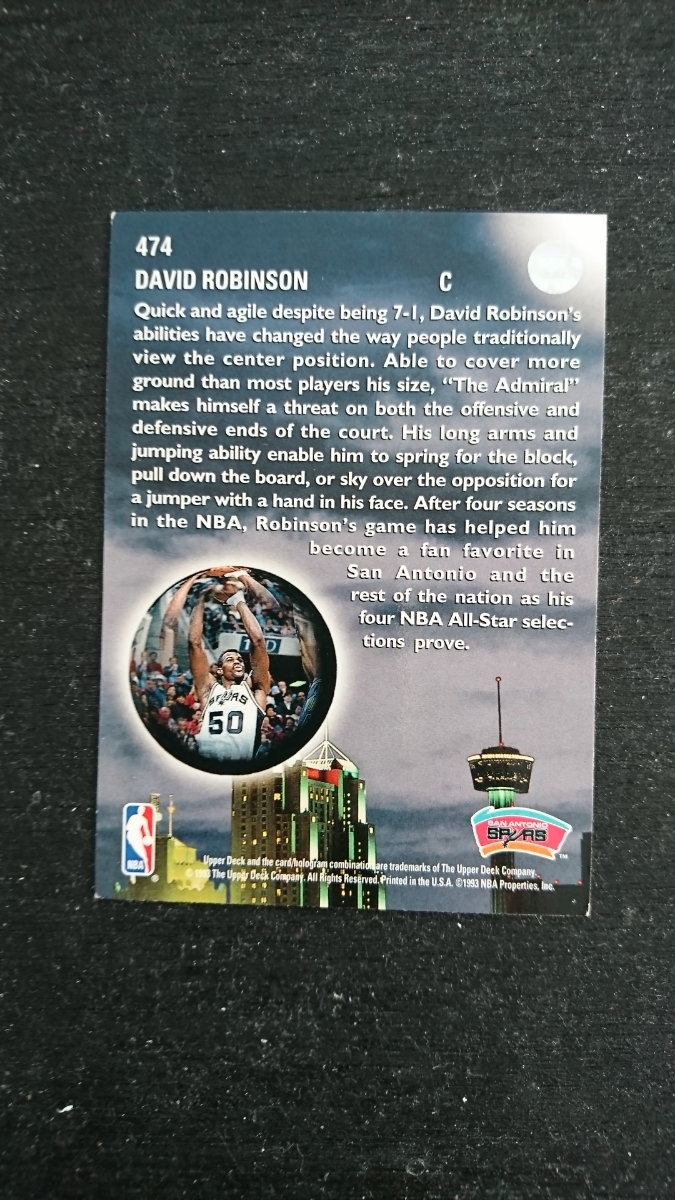 474
DAVID ROBINSON C
Quick and agile despite being 7-1, David Robinson's
abilities have changed the way people traditionally
view the center position. Able to cover more
ground than most players his size, “The Admiral”
makes himself a threat on both the offensive and
defensive ends of the court. His long arms and
jumping ability enable him to spring for the block,
pull down the board, or sky over the opposition for
a jumper with a hand in his face. After four seasons
in the NBA, Robinson's game has helped him
become a fan favorite in
San Antonio and the
rest of the nation as his
four NBA All-Star selec-
tions prove.
SPURS
50
SAN ANTONIO
SPURS
™
NBA
®
Upper Deck and the card/hologram combination are trademarks of The Upper Deck Company.
© 1993 The Upper Deck Company. All Rights Reserved. Printed in the U.S.A. ©1993 NBA Properties, Inc.